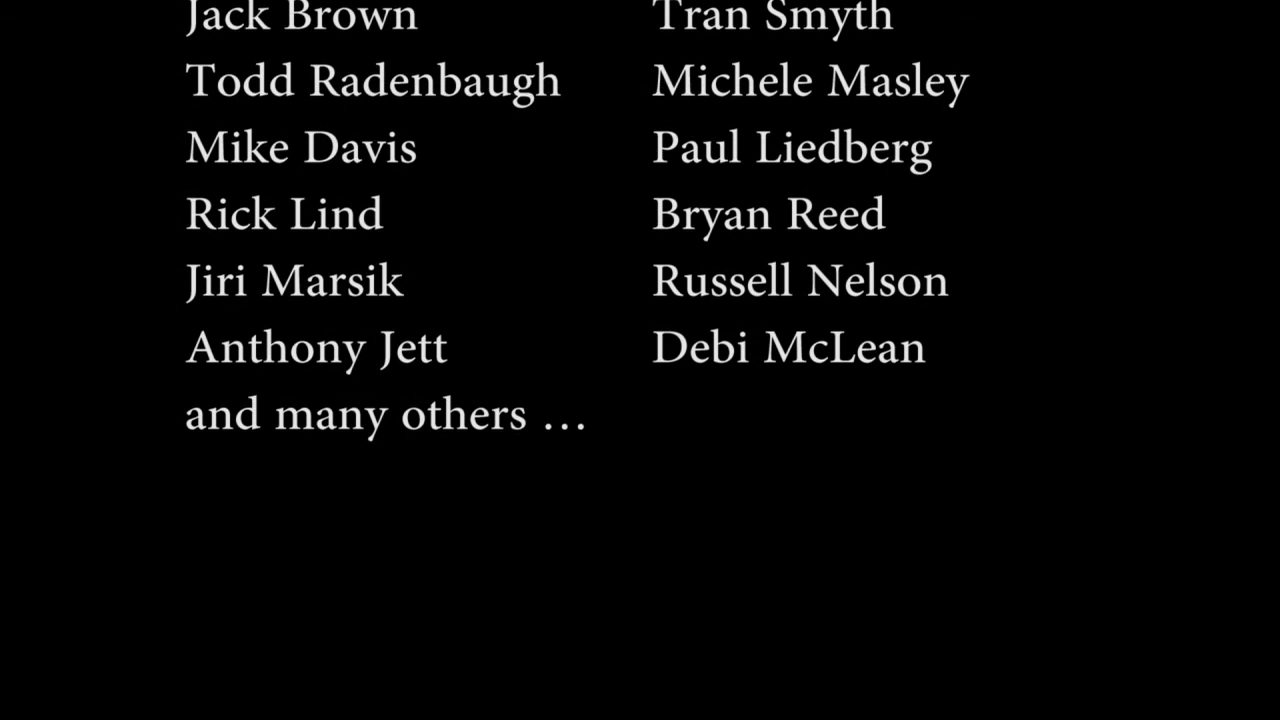 Jack Brown
Todd Radenbaugh
Mike Davis
Rick Lind
Jiri Marsik
Anthony Jett
and many others …
Tran Smyth
Michele Masley
Paul Liedberg
Bryan Reed
Russell Nelson
Debi McLean